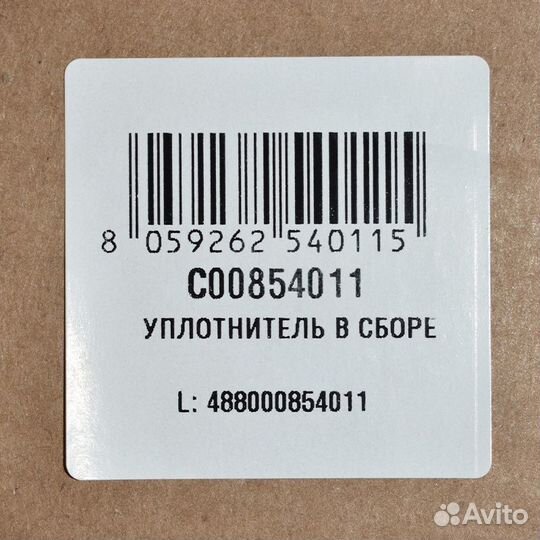 8 059262 540115
C00854011
УПЛОТНИТЕЛЬ В СБОРЕ
L: 488000854011
Avito